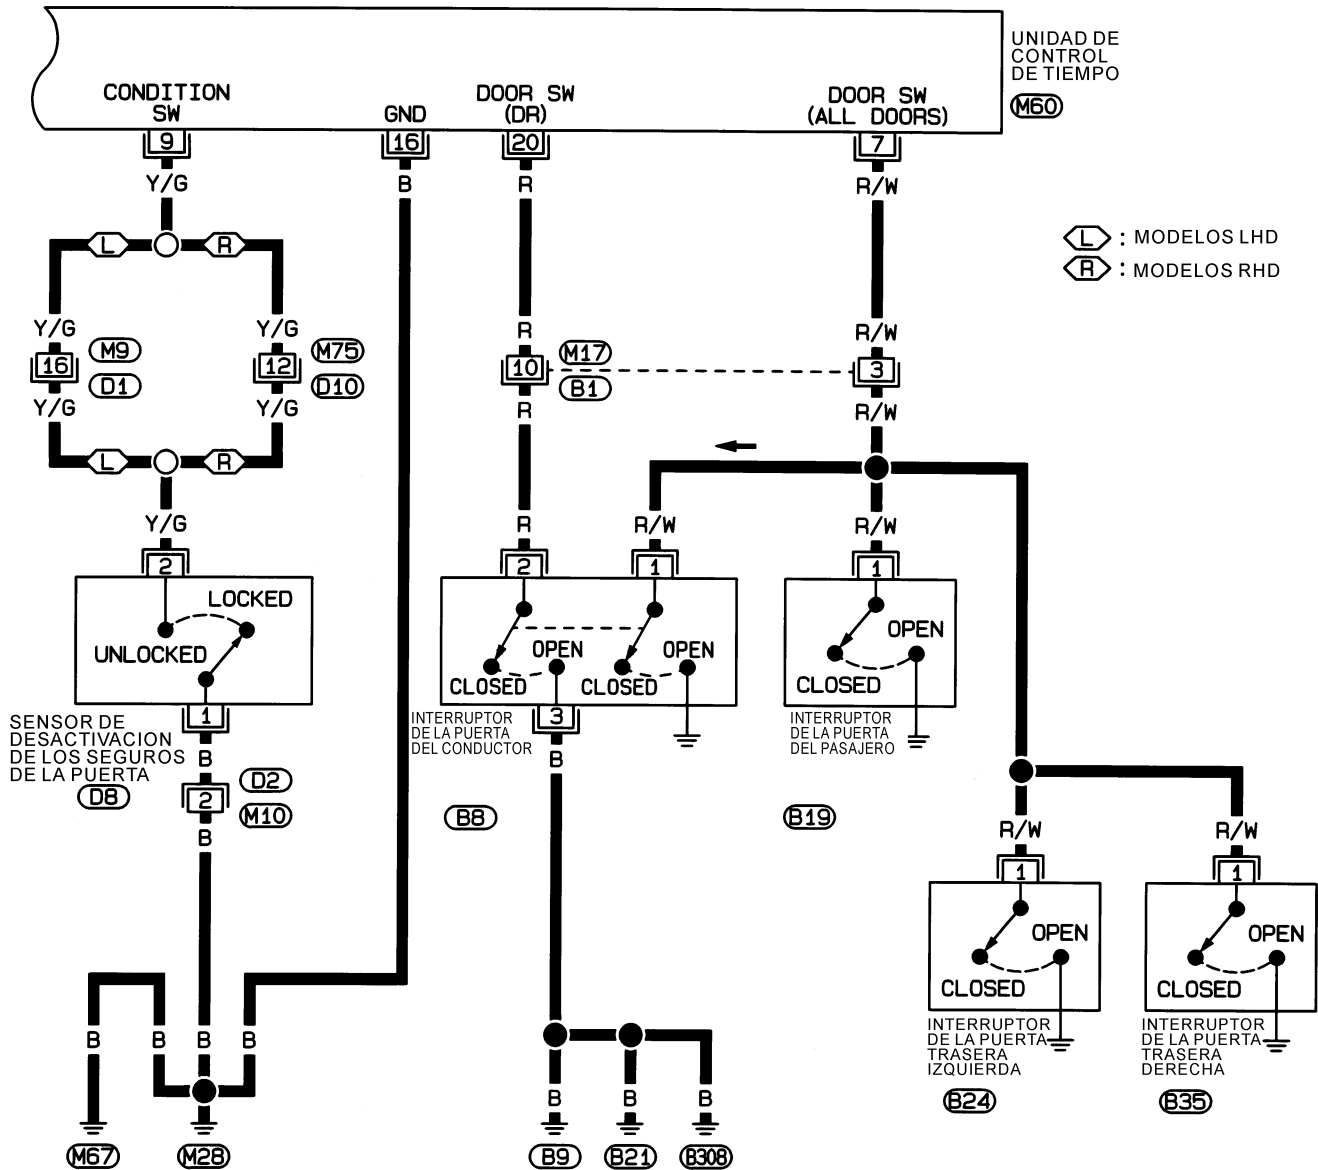 UNIDAD DE
CONTROL
DE TIEMPO
M60
CONDITION
SW
GND
DOOR SW
(DR)
DOOR SW
(ALL DOORS)
9
16
20
7
Y/G
B
R
R/W
L
R
L : MODELOS LHD
R : MODELOS RHD
Y/G
Y/G
R
R/W
16
M9
D1
12
M75
D10
10
M17
B1
3
Y/G
Y/G
R
R/W
L
R
Y/G
R
R/W
R/W
2
2
1
1
LOCKED
UNLOCKED
OPEN
CLOSED
OPEN
CLOSED
OPEN
CLOSED
1
3
SENSOR DE
DESACTIVACION
DE LOS SEGUROS
DE LA PUERTA
D8
INTERRUPTOR
DE LA PUERTA
DEL CONDUCTOR
B8
INTERRUPTOR
DE LA PUERTA
DEL PASAJERO
B19
B
B
2
D2
M10
B
R/W
R/W
1
1
OPEN
CLOSED
OPEN
CLOSED
INTERRUPTOR
DE LA PUERTA
TRASERA
IZQUIERDA
B24
INTERRUPTOR
DE LA PUERTA
TRASERA
DERECHA
B35
B
B
B
B
B
B
B
M67
M28
B9
B21
B308